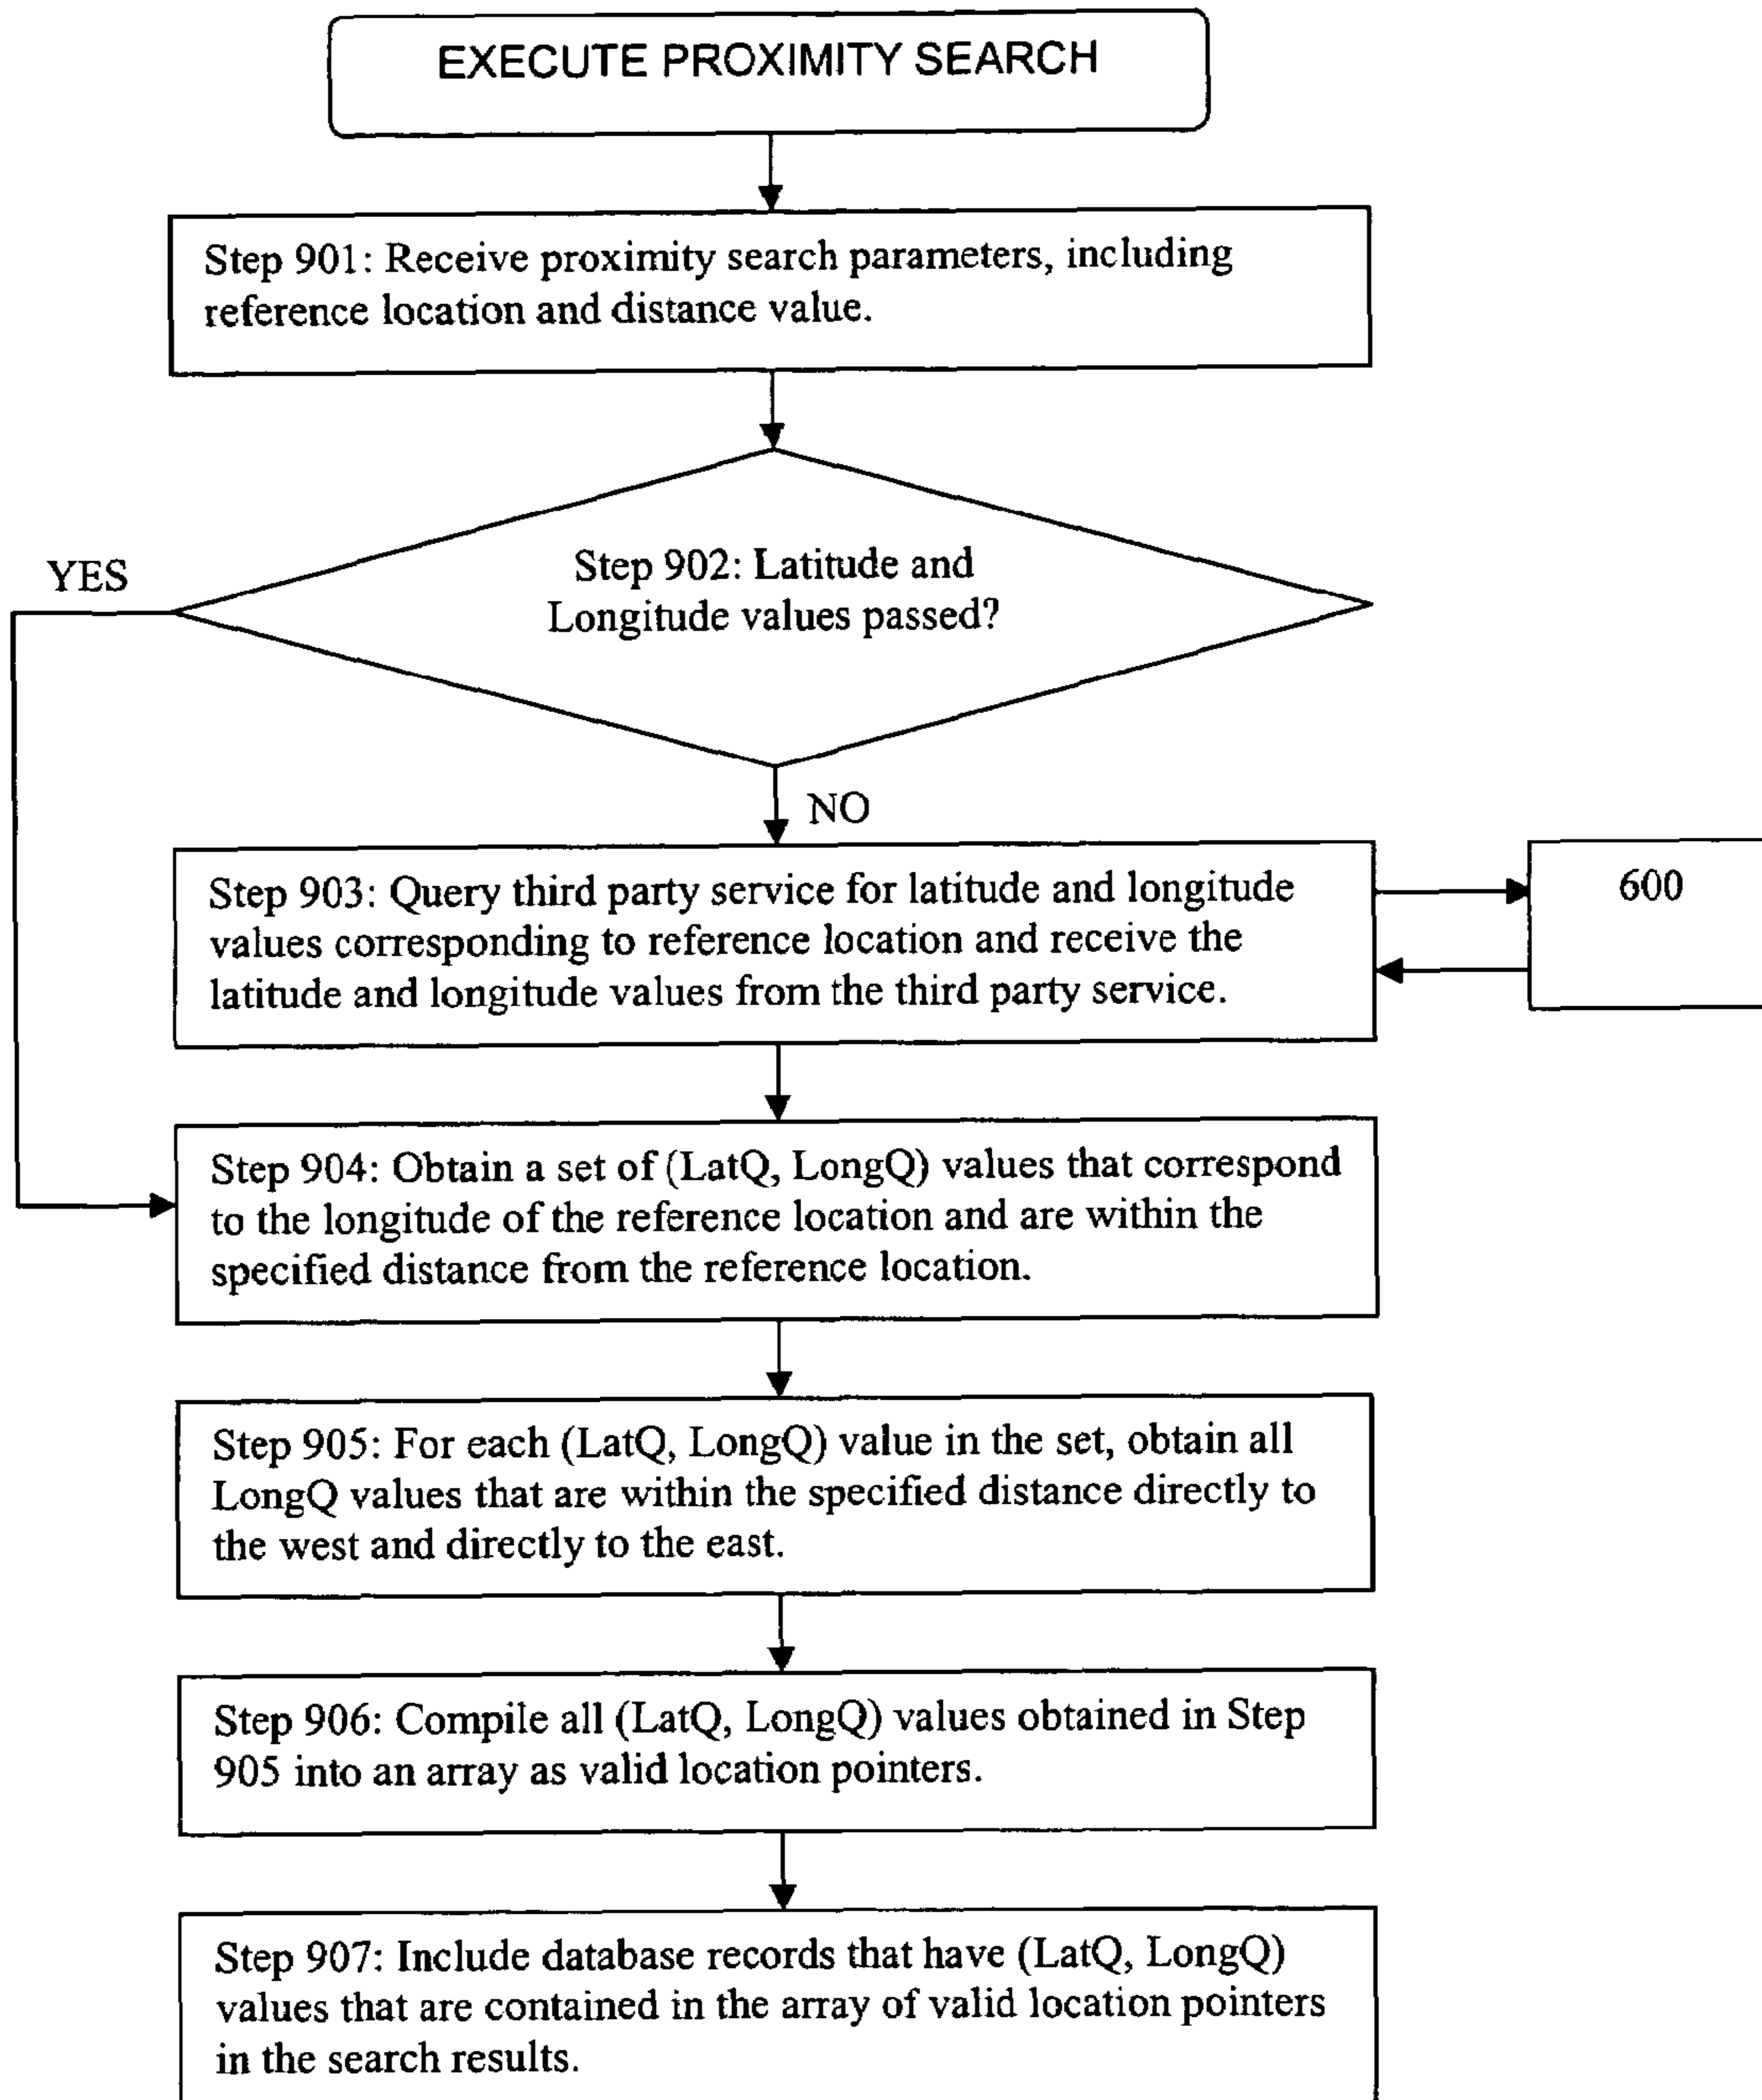 EXECUTE PROXIMITY SEARCH
Step 901: Receive proximity search parameters, including
reference location and distance value.
YES
Step 902: Latitude and
Longitude values passed?
NO
Step 903: Query third party service for latitude and longitude
values corresponding to reference location and receive the
latitude and longitude values from the third party service.
600
Step 904: Obtain a set of (LatQ, LongQ) values that correspond
to the longitude of the reference location and are within the
specified distance from the reference location.
Step 905: For each (LatQ, LongQ) value in the set, obtain all
LongQ values that are within the specified distance directly to
the west and directly to the east.
Step 906: Compile all (LatQ, LongQ) values obtained in Step
905 into an array as valid location pointers.
Step 907: Include database records that have (LatQ, LongQ)
values that are contained in the array of valid location pointers
in the search results.